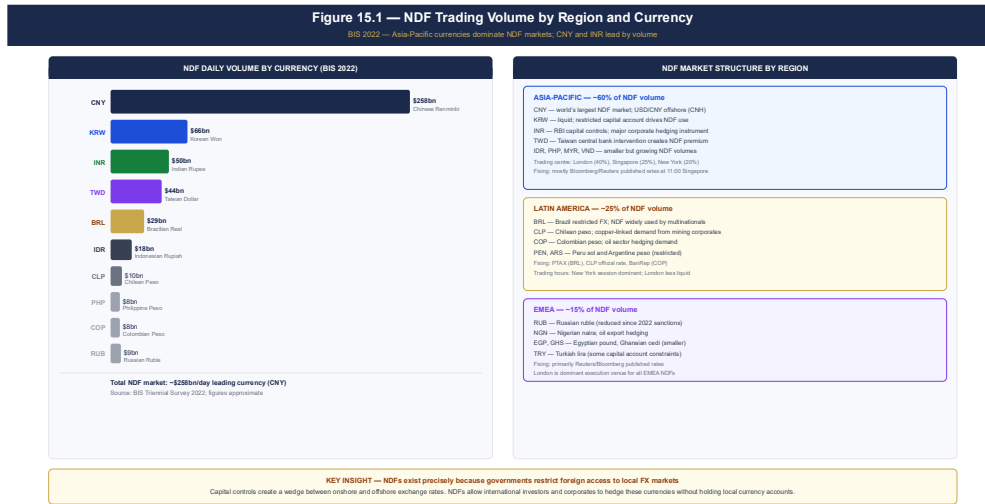 Figure 15.1 — NDF Trading Volume by Region and Currency
BIS 2022 — Asia-Pacific currencies dominate NDF markets; CNY and INR lead by volume
NDF DAILY VOLUME BY CURRENCY (BIS 2022)
CNY
$258bn
Chinese Renminbi
KRW
$66bn
Korean Won
INR
$50bn
Indian Rupee
TWD
$44bn
Taiwan Dollar
BRL
$29bn
Brazilian Real
IDR
$18bn
Indonesian Rupiah
CLP
$10bn
Chilean Peso
PHP
$8bn
Philippine Peso
COP
$8bn
Colombian Peso
RUB
$9bn
Russian Ruble
Total NDF market: ~$258bn/day leading currency (CNY)
Source: BIS Triennial Survey 2022; figures approximate
NDF MARKET STRUCTURE BY REGION
ASIA-PACIFIC — ~60% of NDF volume
CNY — world's largest NDF market; USD/CNY offshore (CNH)
KRW — liquid; restricted capital account drives NDF use
INR — RBI capital controls; major corporate hedging instrument
TWD — Taiwan central bank intervention creates NDF premium
IDR, PHP, MYR, VND — smaller but growing NDF volumes
Trading centre: London (40%), Singapore (25%), New York (20%)
Fixing: mostly Bloomberg/Reuters published rates at 11:00 Singapore
LATIN AMERICA — ~25% of NDF volume
BRL — Brazil restricted FX; NDF widely used by multinationals
CLP — Chilean peso; copper-linked demand from mining corporates
COP — Colombian peso; oil sector hedging demand
PEN, ARS — Peru sol and Argentine peso (restricted)
Fixing: PTAX (BRL), CLP official rate, BanRep (COP)
Trading hours: New York session dominant; London less liquid
EMEA — ~15% of NDF volume
RUB — Russian ruble (reduced since 2022 sanctions)
NGN — Nigerian naira; oil export hedging
EGP, GHS — Egyptian pound, Ghanaian cedi (smaller)
TRY — Turkish lira (some capital account constraints)
Fixing: primarily Reuters/Bloomberg published rates
London is dominant execution venue for all EMEA NDFs
KEY INSIGHT — NDFs exist precisely because governments restrict foreign access to local FX markets
Capital controls create a wedge between onshore and offshore exchange rates. NDFs allow international investors and corporates to hedge these currencies without holding local currency accounts.